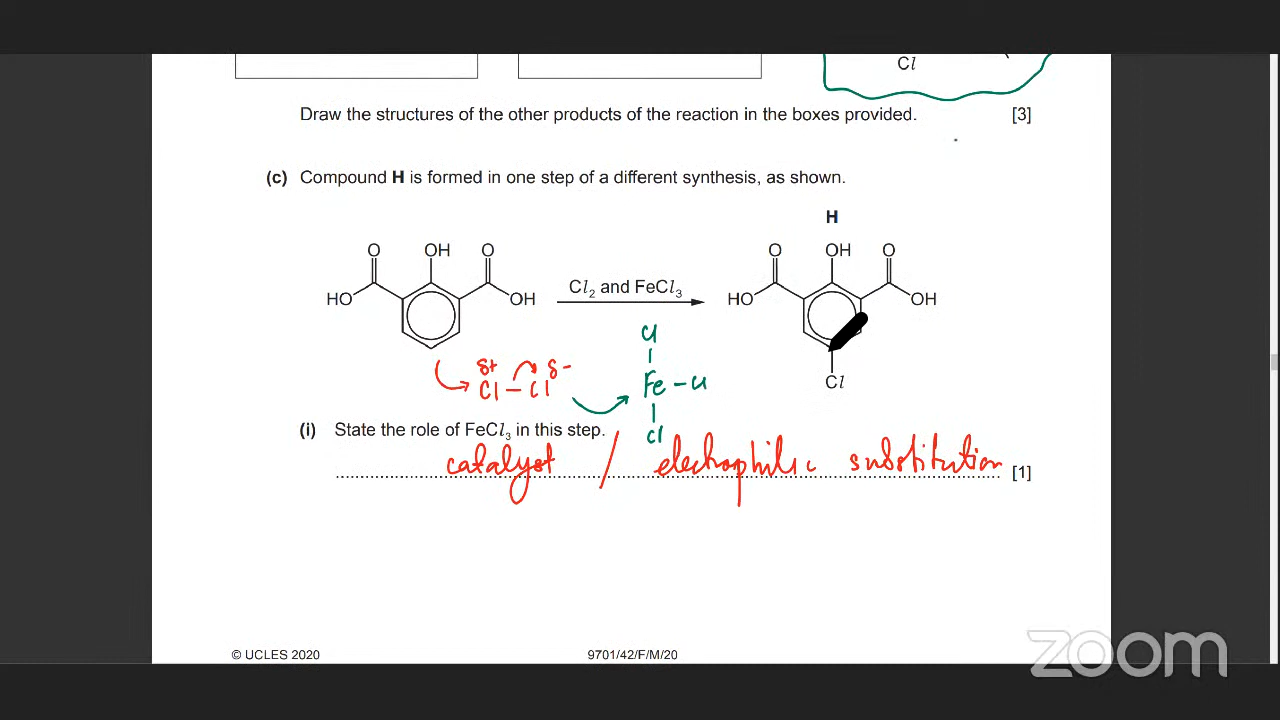 Cl
Draw the structures of the other products of the reaction in the boxes provided. [3]
(c) Compound H is formed in one step of a different synthesis, as shown.
H
O OH O O OH O
HO OH Cl2 and FeCl3 HO OH
Cl
δ+ δ-
Cl – Cl Fe – Cl Cl
Cl
(i) State the role of FeCl3 in this step.
catalyst / electrophilic substitution [1]
© UCLES 2020 9701/42/F/M/20
zoom